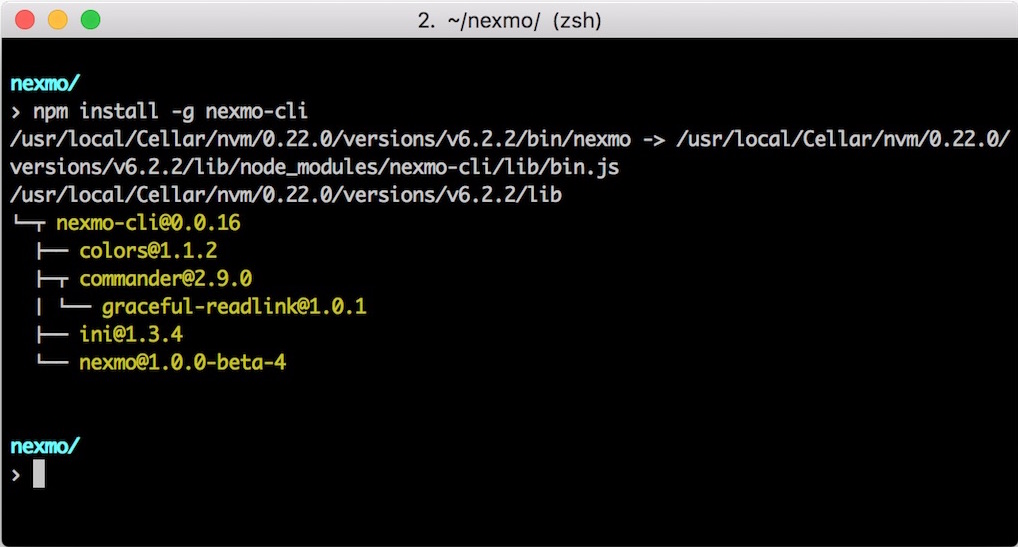 2. ~/nexmo/ (zsh)
nexmo/
› npm install -g nexmo-cli
/usr/local/Cellar/nvm/0.22.0/versions/v6.2.2/bin/nexmo -> /usr/local/Cellar/nvm/0.22.0/
versions/v6.2.2/lib/node_modules/nexmo-cli/lib/bin.js
/usr/local/Cellar/nvm/0.22.0/versions/v6.2.2/lib
└─┬ nexmo-cli@0.0.16
  ├── colors@1.1.2
  ├─┬ commander@2.9.0
  │ └── graceful-readlink@1.0.1
  ├── ini@1.3.4
  └── nexmo@1.0.0-beta-4
nexmo/
›